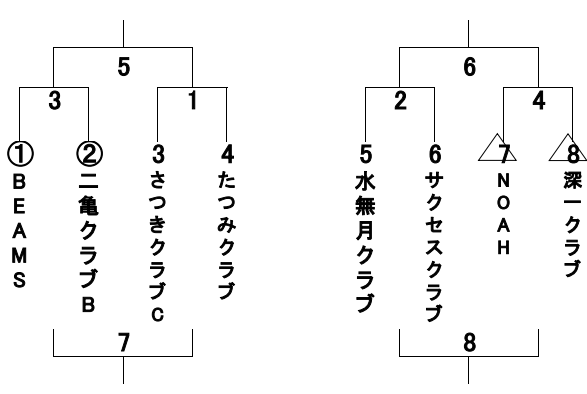 5
6
3
1
2
4
① BEAMS
② 二亀クラブB
3 さつきクラブC
4 たつみクラブ
5 水無月クラブ
6 サクセスクラブ
7 NOAH
8 深一クラブ
7
8